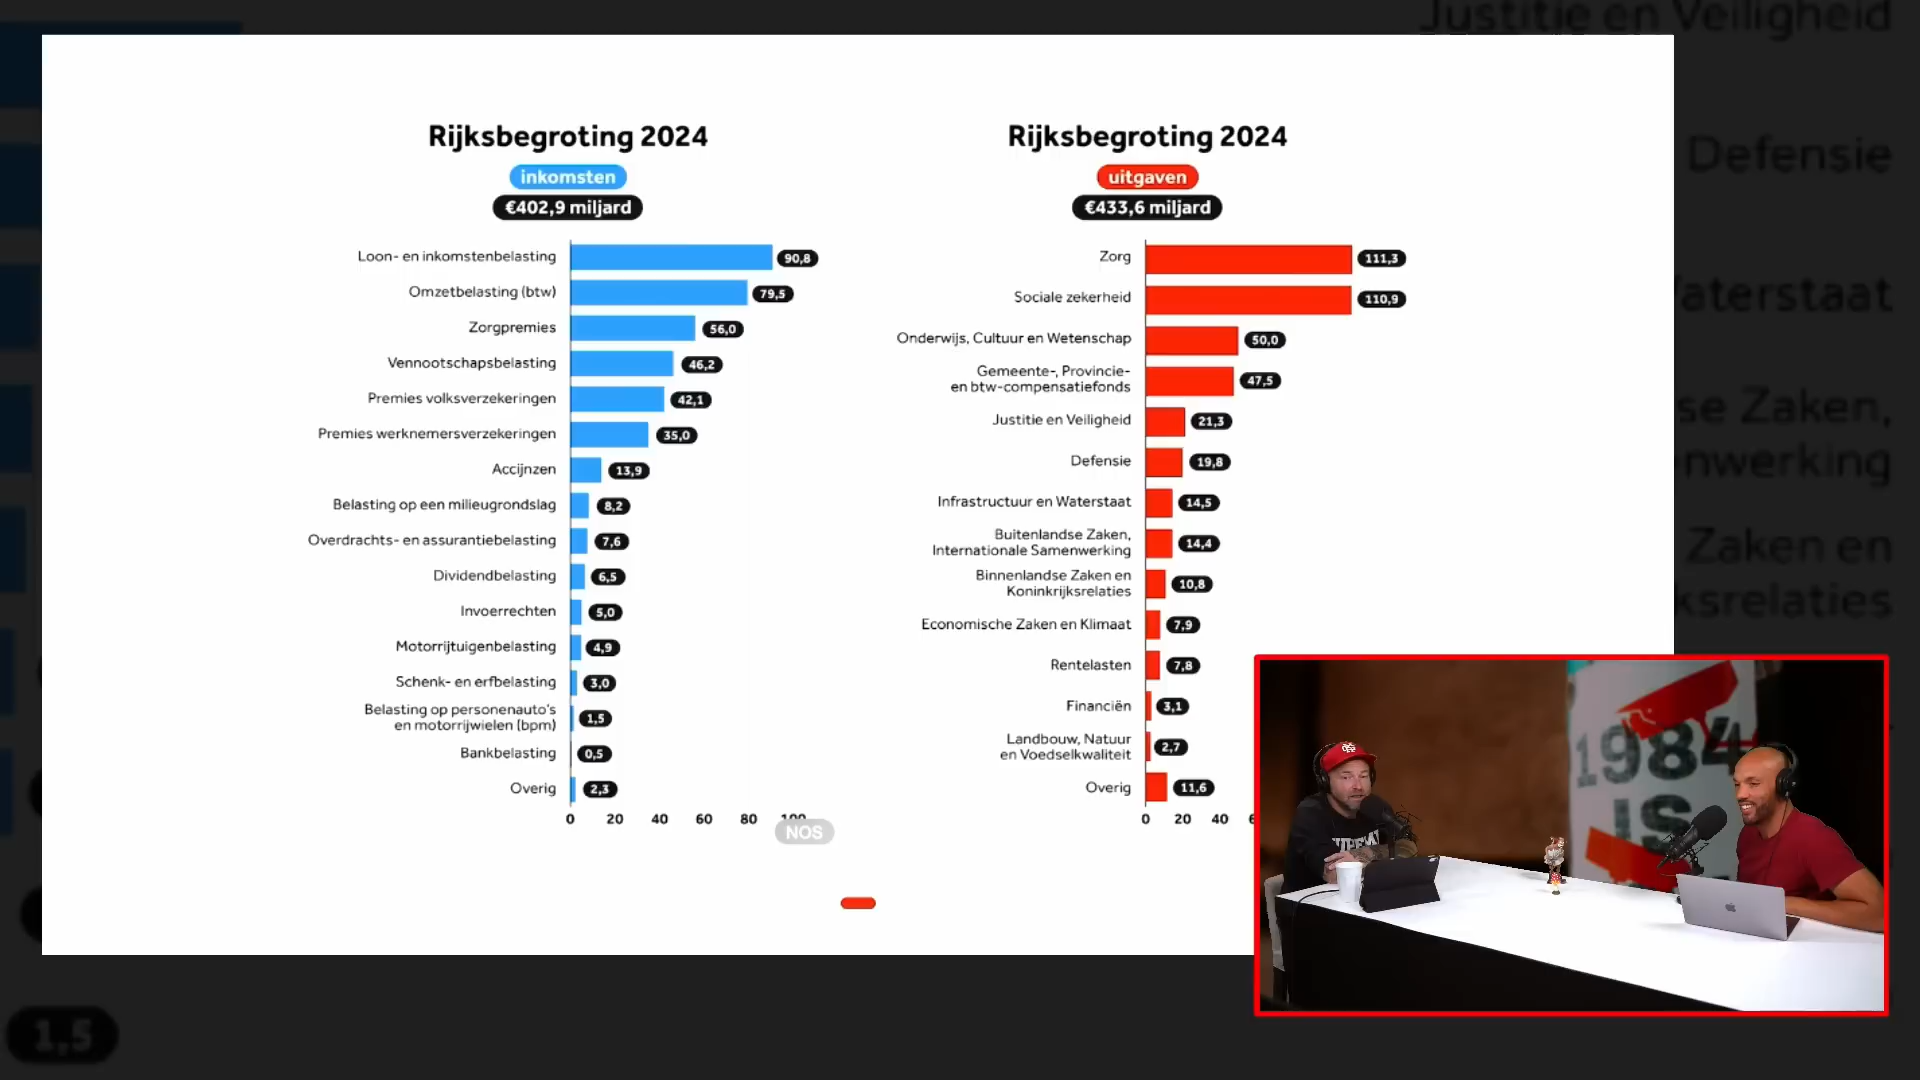 Justitie en Veiligheid
Defensie
Waterstaat
Zaken en
1,5
Rijksbegroting 2024
inkomsten
€402,9 miljard
Loon- en inkomstenbelasting 90,8
Omzetbelasting (btw) 79,5
Zorgpremies 56,0
Vennootschapsbelasting 46,2
Premies volksverzekeringen 42,1
Premies werknemersverzekeringen 35,0
Accijnzen 13,9
Belasting op een milieugrondslag 8,2
Overdrachts- en assurantiebelasting 7,6
Dividendbelasting 6,5
Invoerrechten 5,0
Motorrijtuigenbelasting 4,9
Schenk- en erfbelasting 3,0
Belasting op personenauto's
en motorrijwielen (bpm) 1,5
Bankbelasting 0,5
Overig 2,3
0 20 40 60 80 100
NOS
Rijksbegroting 2024
uitgaven
€433,6 miljard
Zorg 111,3
Sociale zekerheid 110,9
Onderwijs, Cultuur en Wetenschap 50,0
Gemeente-, Provincie-
en btw-compensatiefonds 47,5
Justitie en Veiligheid 21,3
Defensie 19,8
Infrastructuur en Waterstaat 14,5
Buitenlandse Zaken,
Internationale Samenwerking 14,4
Binnenlandse Zaken en
Koninkrijksrelaties 10,8
Economische Zaken en Klimaat 7,9
Rentelasten 7,8
Financiën 3,1
Landbouw, Natuur
en Voedselkwaliteit 2,7
Overig 11,6
0 20 40
1984
IS